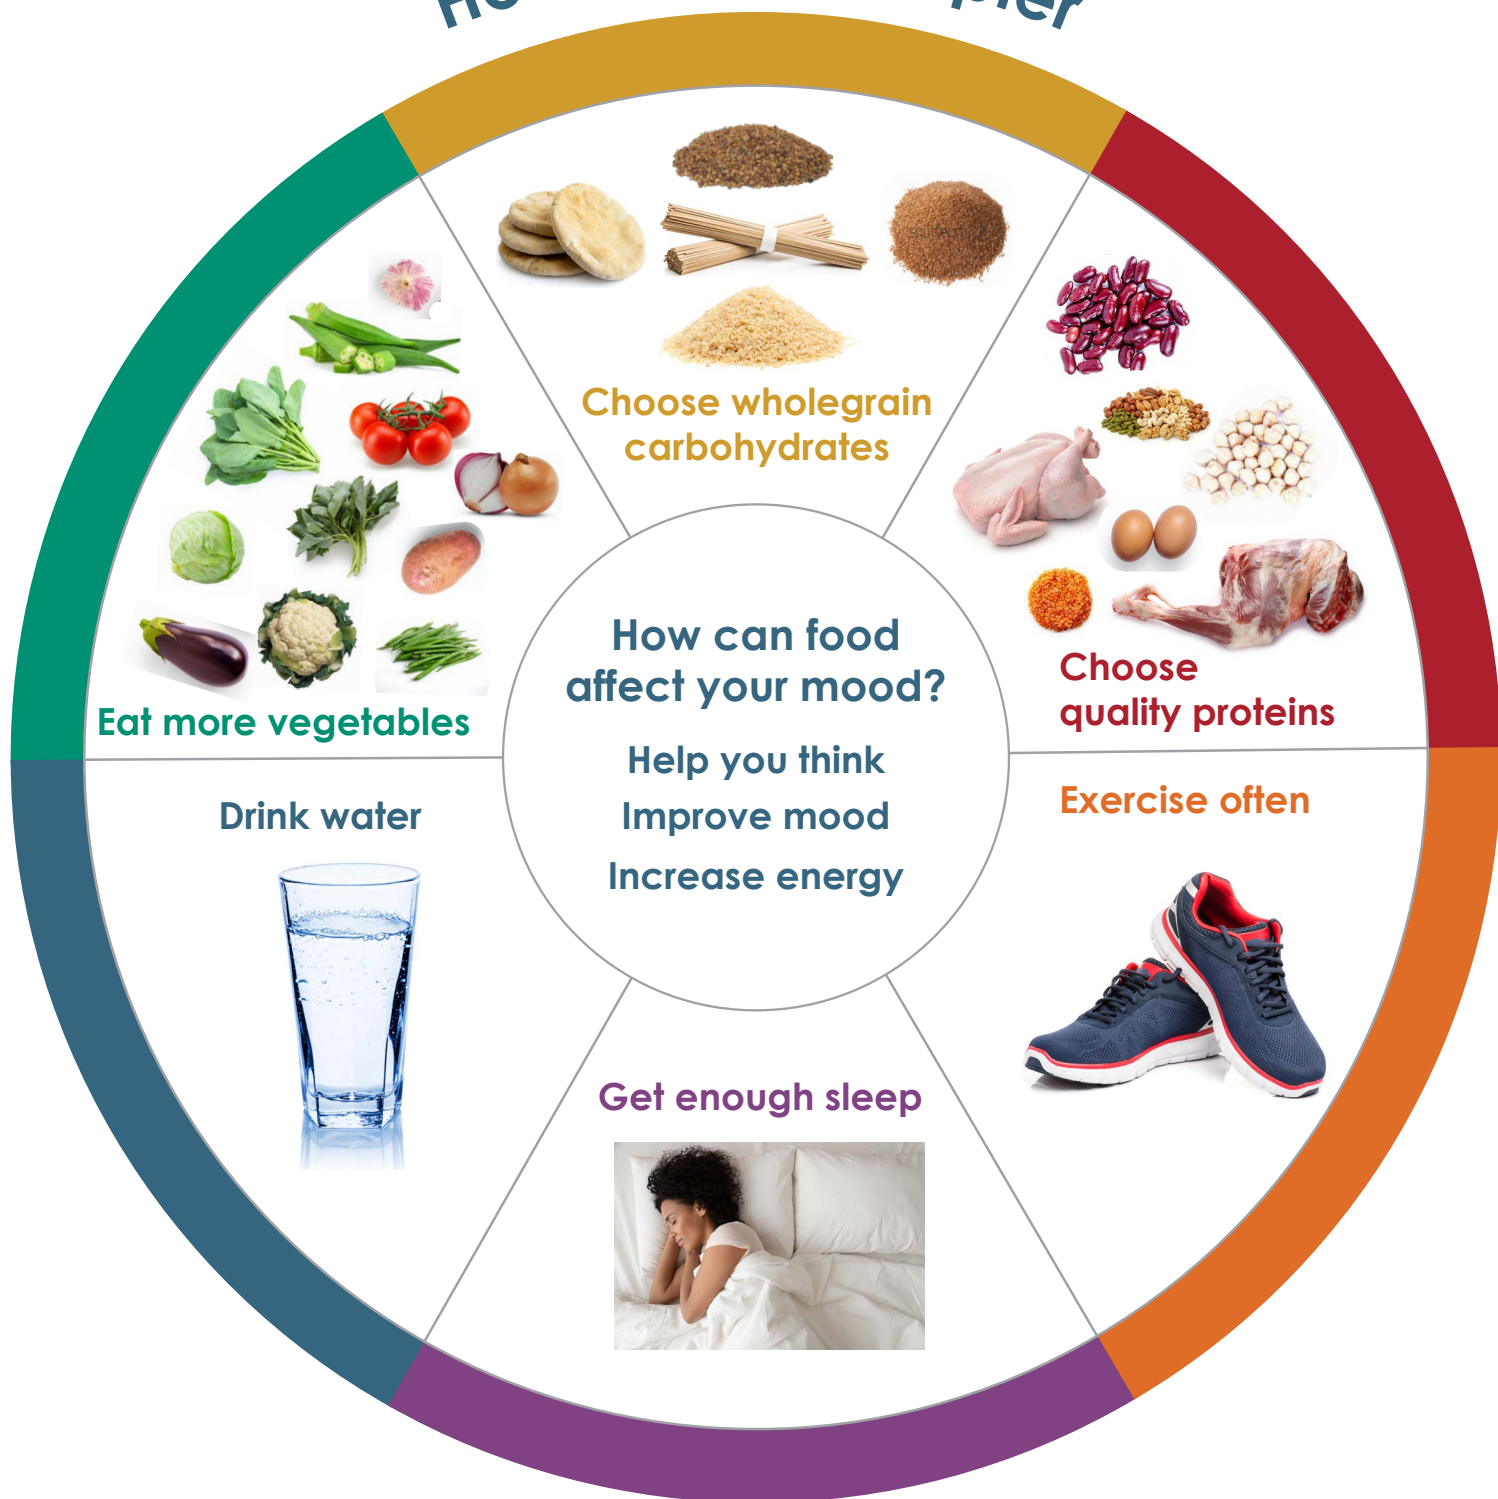 Choose wholegrain
carbohydrates
Choose
quality proteins
Eat more vegetables
How can food
affect your mood?
Help you think
Improve mood
Increase energy
Drink water
Exercise often
Get enough sleep